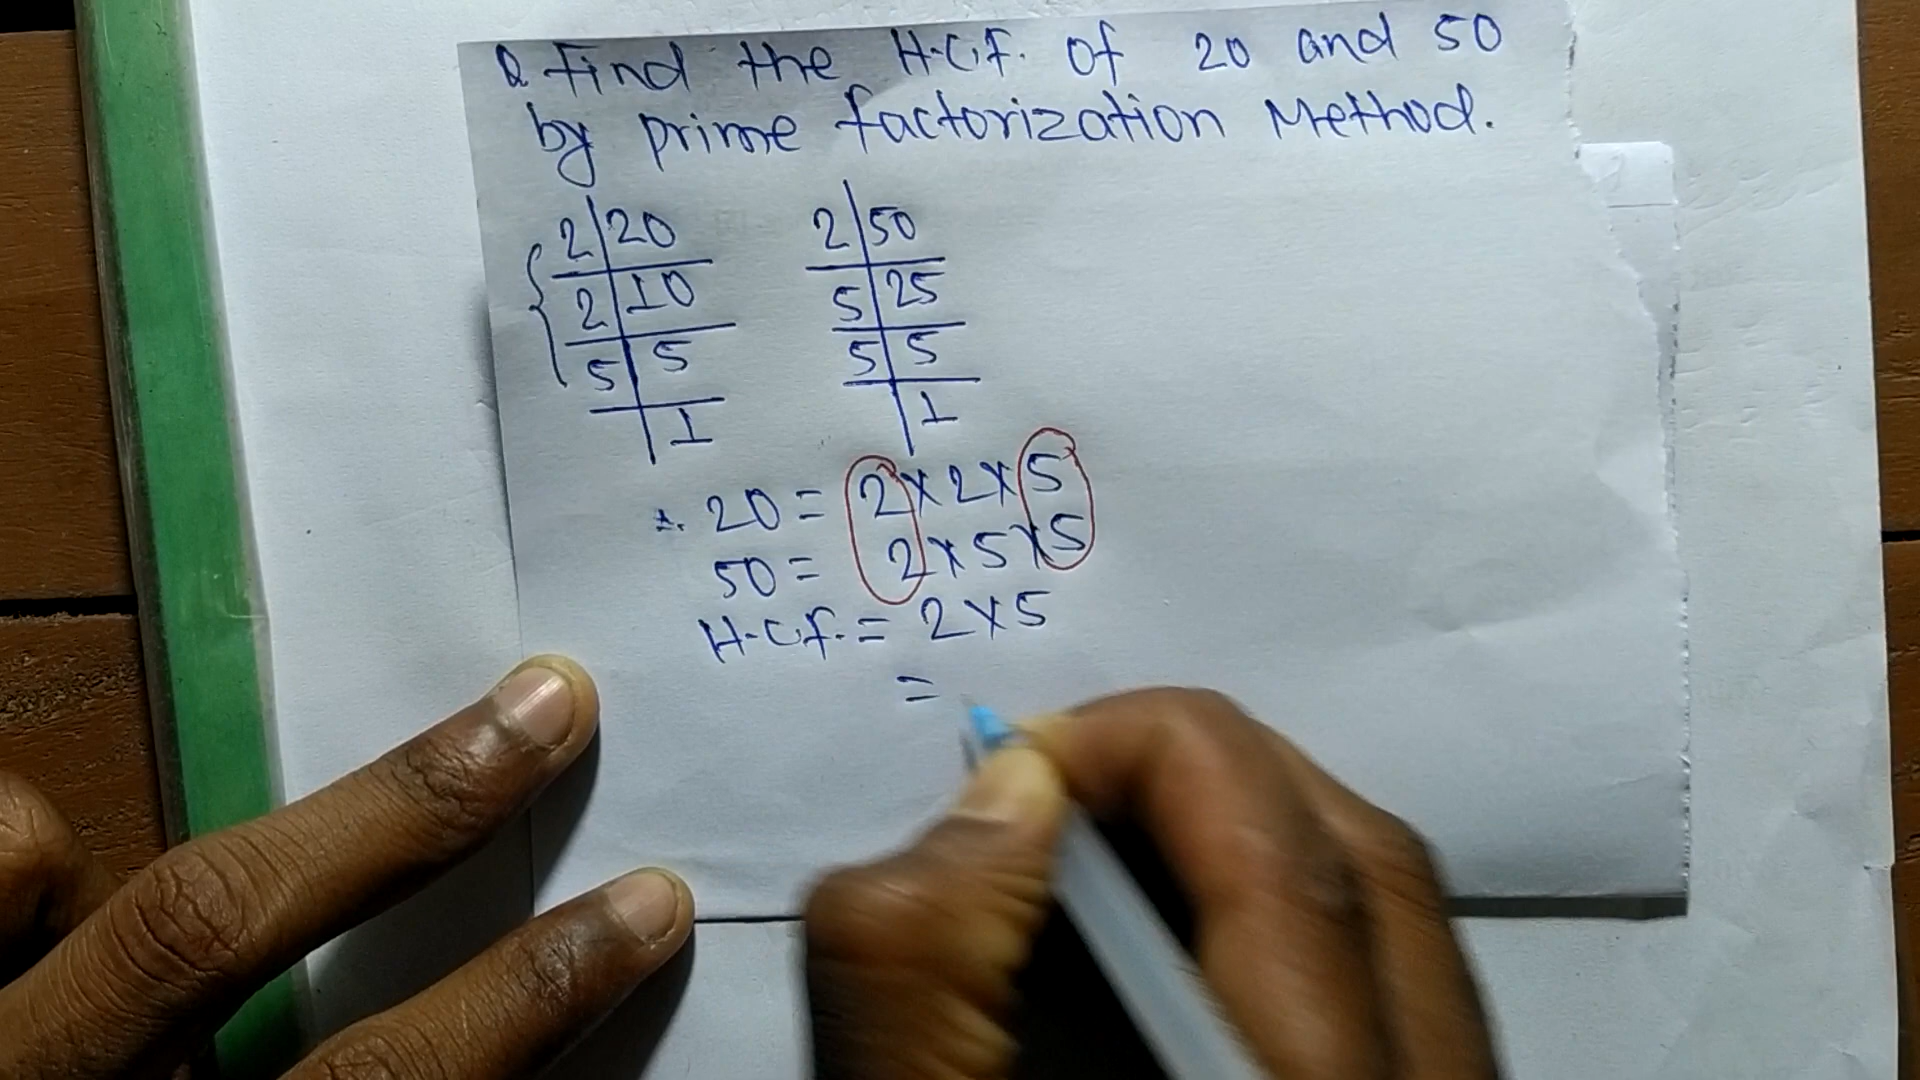 Q. Find the H.C.F. Of 20 and 50
by prime factorization Method.
2 20
2 10
5 5
1
2 50
5 25
5 5
1
∴ 20 = 2 × 2 × 5
50 = 2 × 5 × 5
H.C.F. = 2 × 5
=